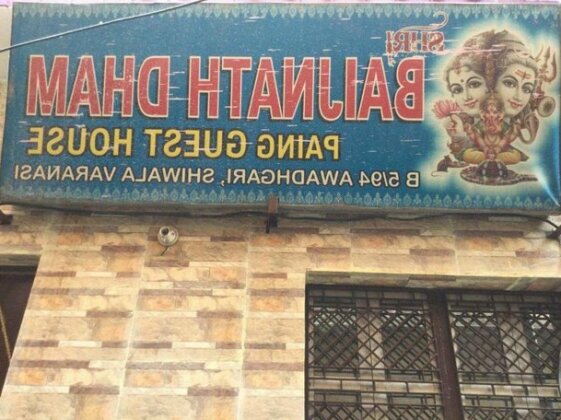 SHRI
BAIJNATH DHAM
PAING GUEST HOUSE
B 5/94 AWADHGARI, SHIWALA VARANASI